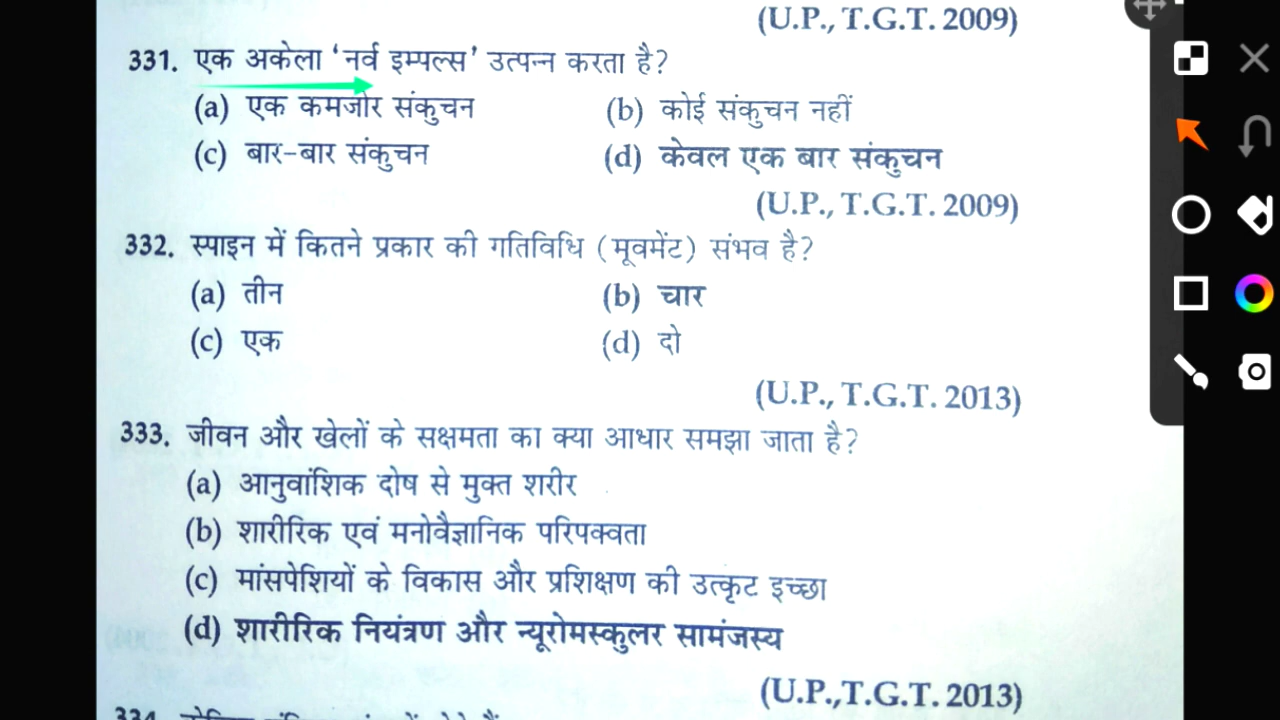 (U.P., T.G.T. 2009)
331. एक अकेला ‘नर्व इम्पल्स’ उत्पन्न करता है?
(a) एक कमजोर संकुचन (b) कोई संकुचन नहीं
(c) बार-बार संकुचन (d) केवल एक बार संकुचन
(U.P., T.G.T. 2009)
332. स्पाइन में कितने प्रकार की गतिविधि (मूवमेंट) संभव है?
(a) तीन (b) चार
(c) एक (d) दो
(U.P., T.G.T. 2013)
333. जीवन और खेलों के सक्षमता का क्या आधार समझा जाता है?
(a) आनुवांशिक दोष से मुक्त शरीर
(b) शारीरिक एवं मनोवैज्ञानिक परिपक्वता
(c) मांसपेशियों के विकास और प्रशिक्षण की उत्कृट इच्छा
(d) शारीरिक नियंत्रण और न्यूरोमस्कुलर सामंजस्य
(U.P.,T.G.T. 2013)
334.